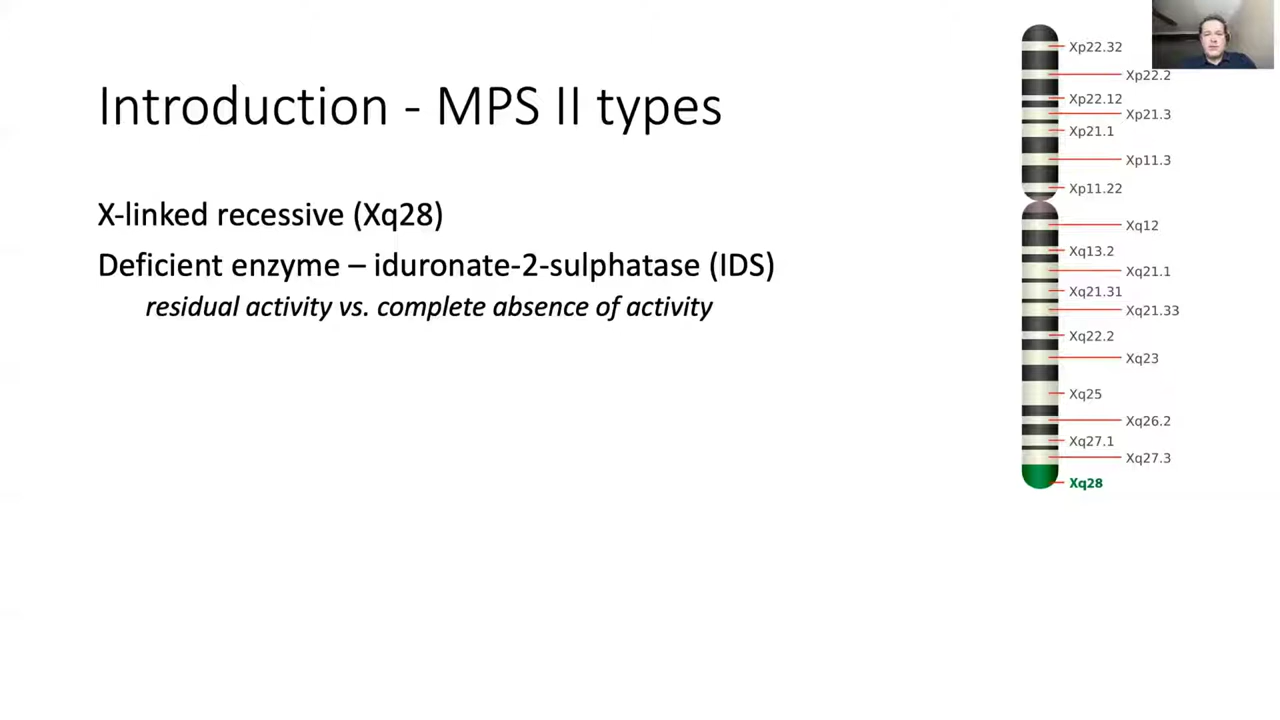 Introduction - MPS II types
X-linked recessive (Xq28)
Deficient enzyme – iduronate-2-sulphatase (IDS)
residual activity vs. complete absence of activity
Xp22.32
Xp22.2
Xp22.12
Xp21.3
Xp21.1
Xp11.3
Xp11.22
Xq12
Xq13.2
Xq21.1
Xq21.31
Xq21.33
Xq22.2
Xq23
Xq25
Xq26.2
Xq27.1
Xq27.3
Xq28